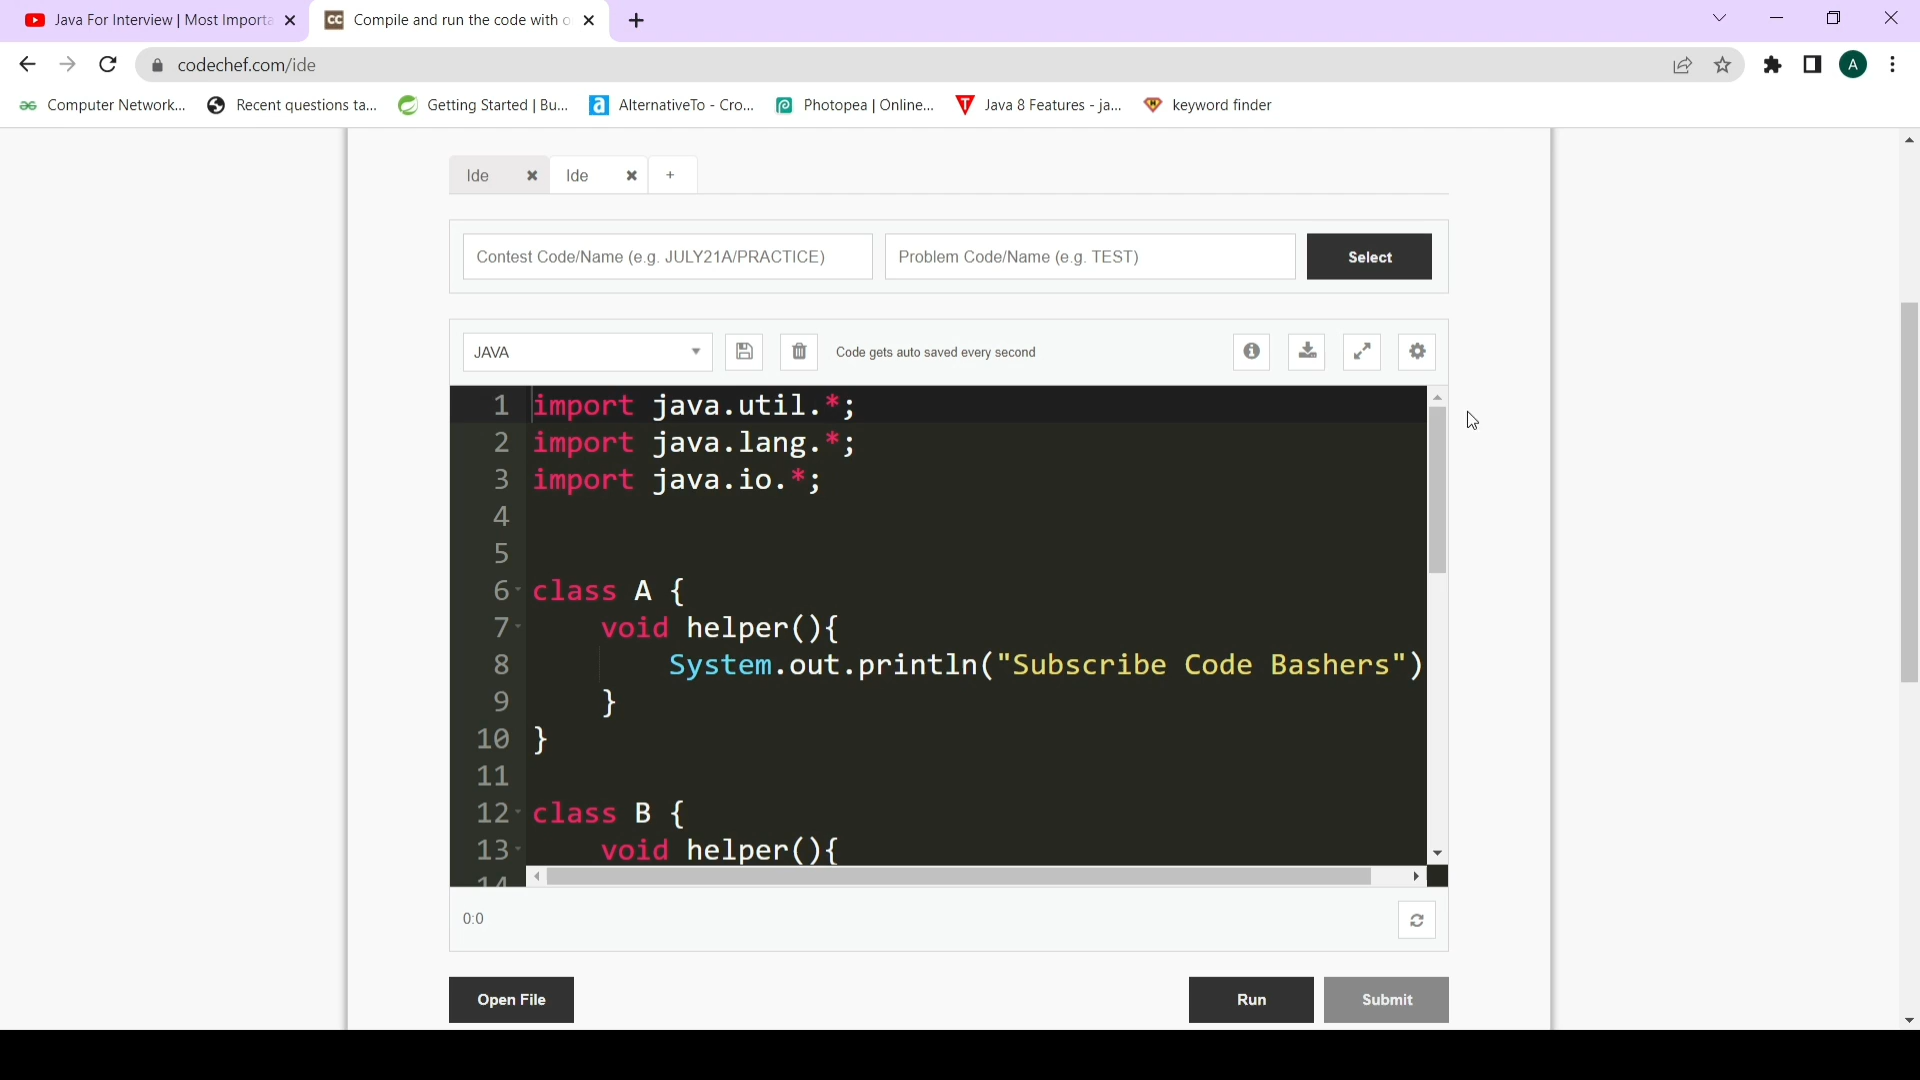 Java For Interview | Most Importa
Compile and run the code with o
codechef.com/ide
A
Computer Network...
Recent questions ta...
Getting Started | Bu...
AlternativeTo - Cro...
Photopea | Online...
Java 8 Features - ja...
keyword finder
Ide
Ide
+
Contest Code/Name (e.g. JULY21A/PRACTICE)
Problem Code/Name (e.g. TEST)
Select
JAVA
Code gets auto saved every second
1 import java.util.*;
2 import java.lang.*;
3 import java.io.*;
4
5
6 class A {
7 void helper(){
8 System.out.println("Subscribe Code Bashers")
9 }
10 }
11
12 class B {
13 void helper(){
14
0:0
Open File
Run
Submit